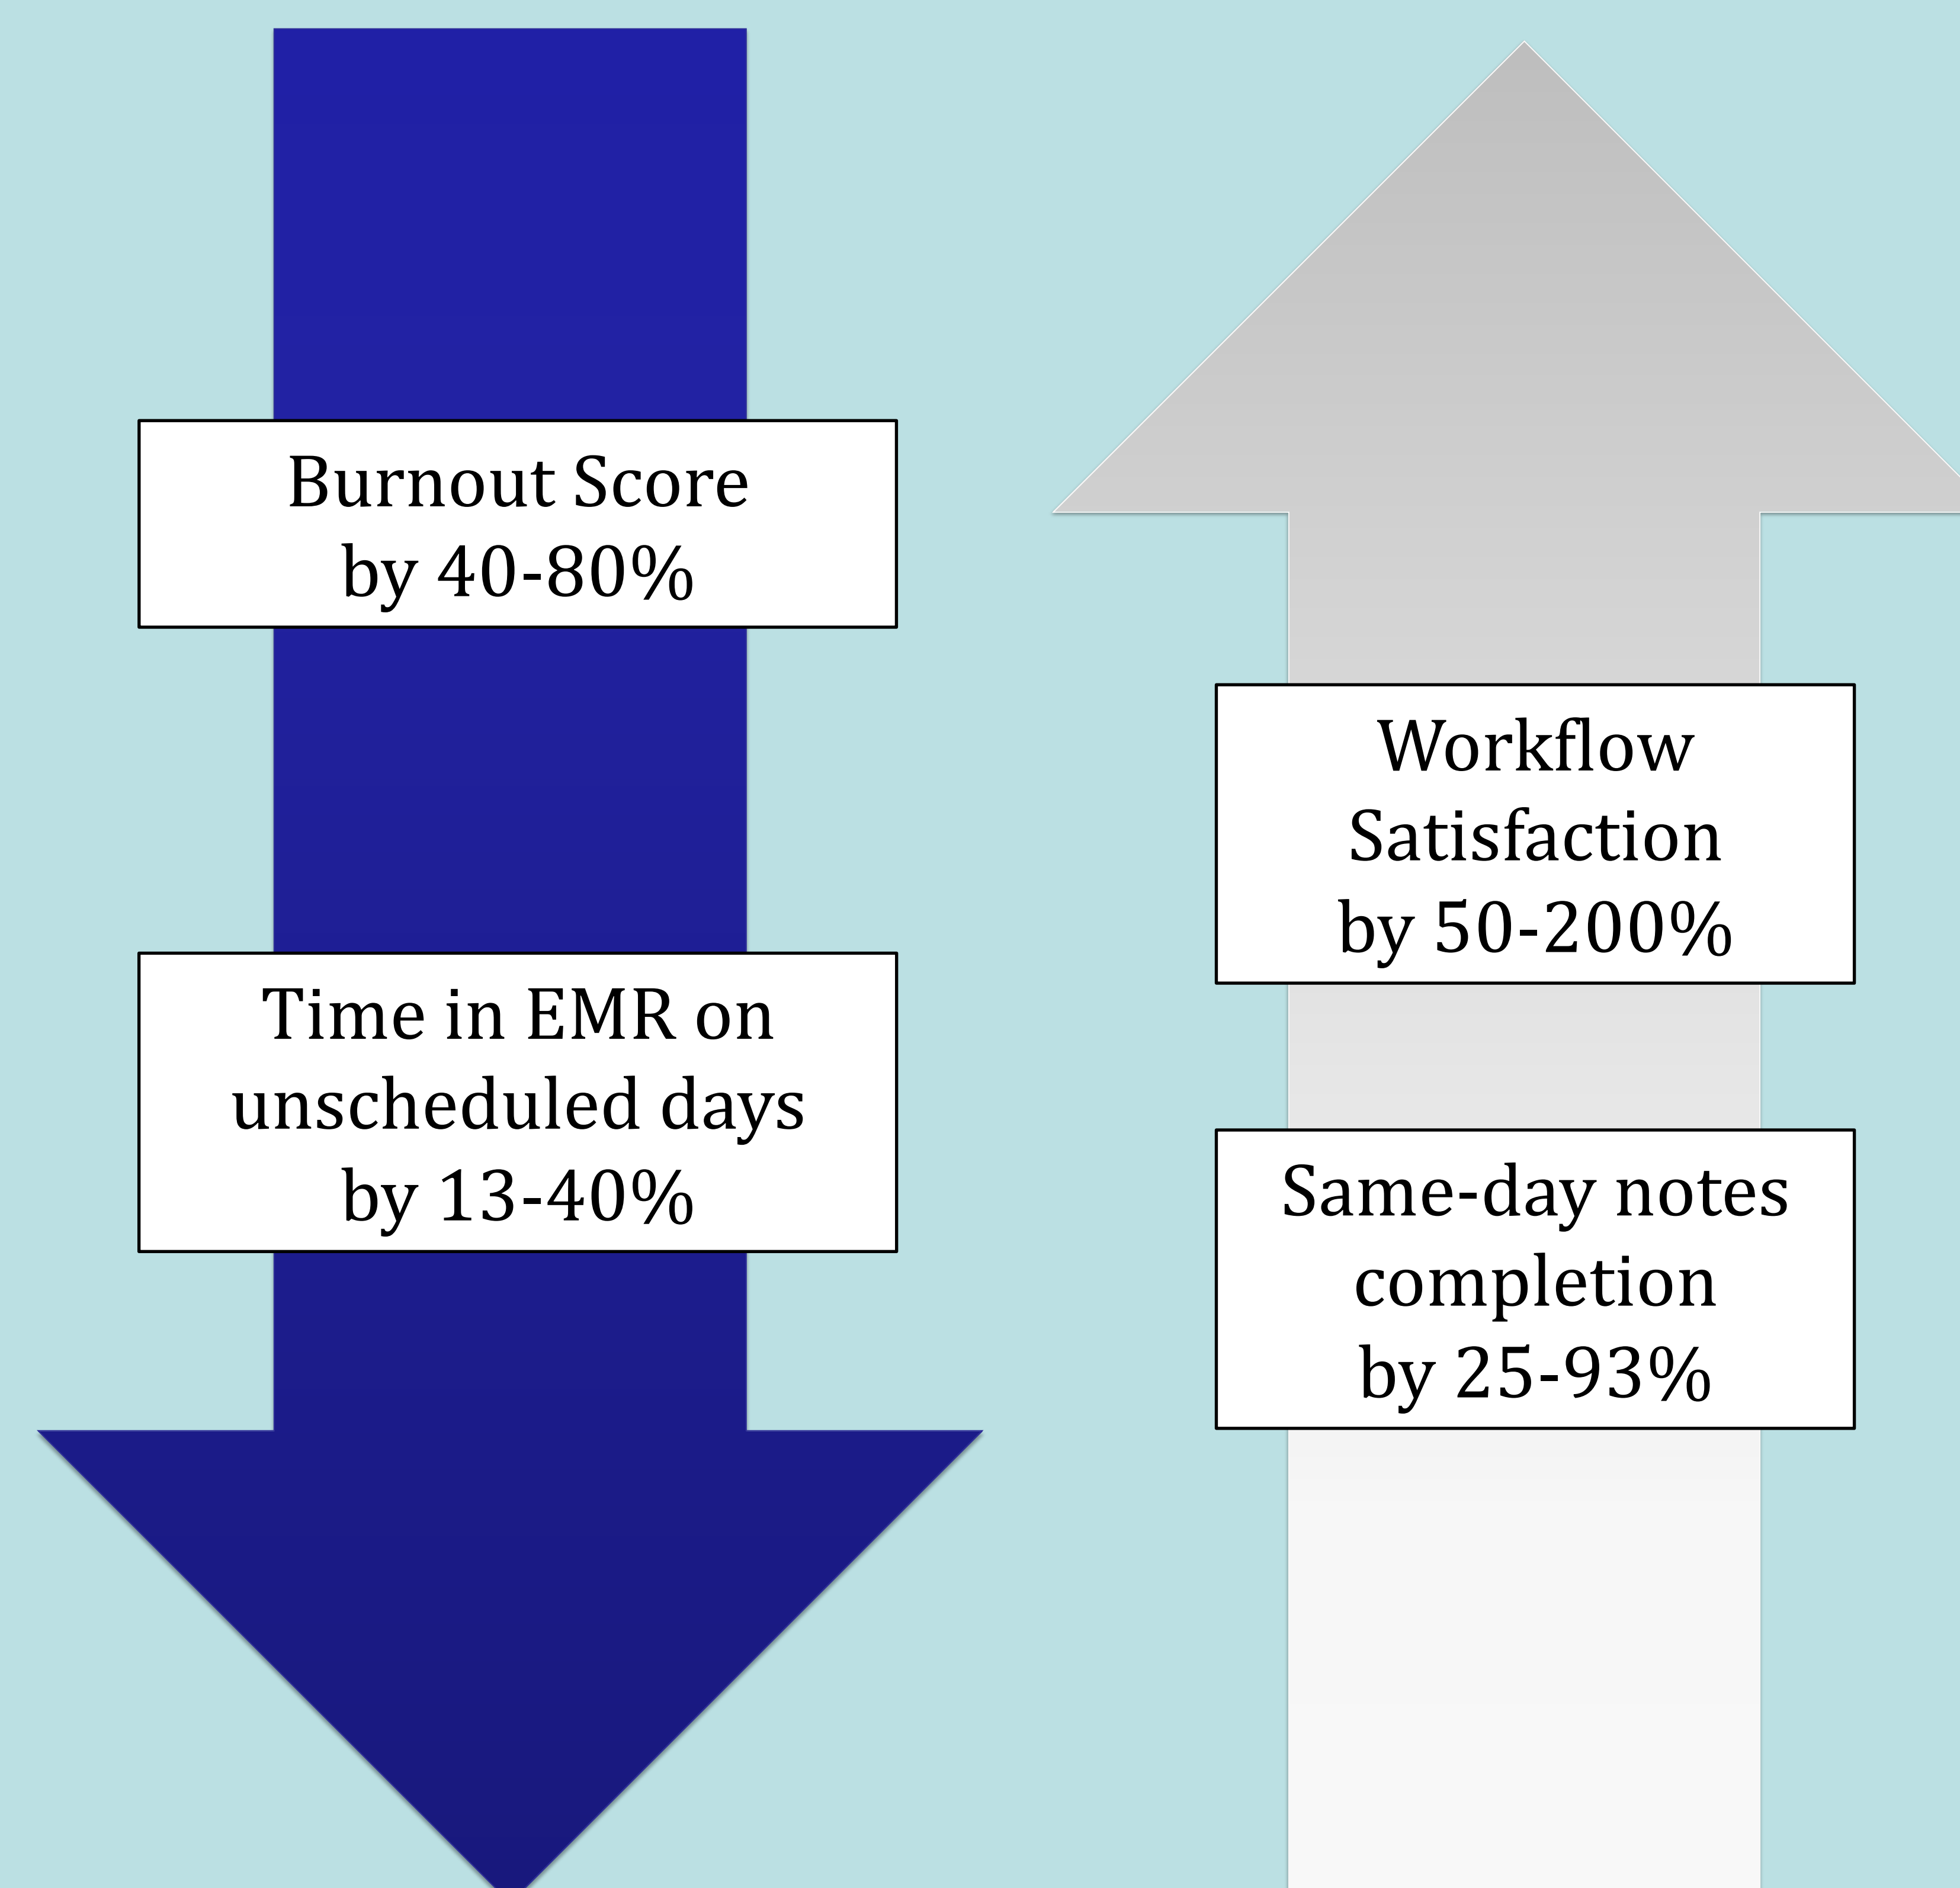 Burnout Score
by 40-80%
Time in EMR on
unscheduled days
by 13-40%
Workflow
Satisfaction
by 50-200%
Same-day notes
completion
by 25-93%